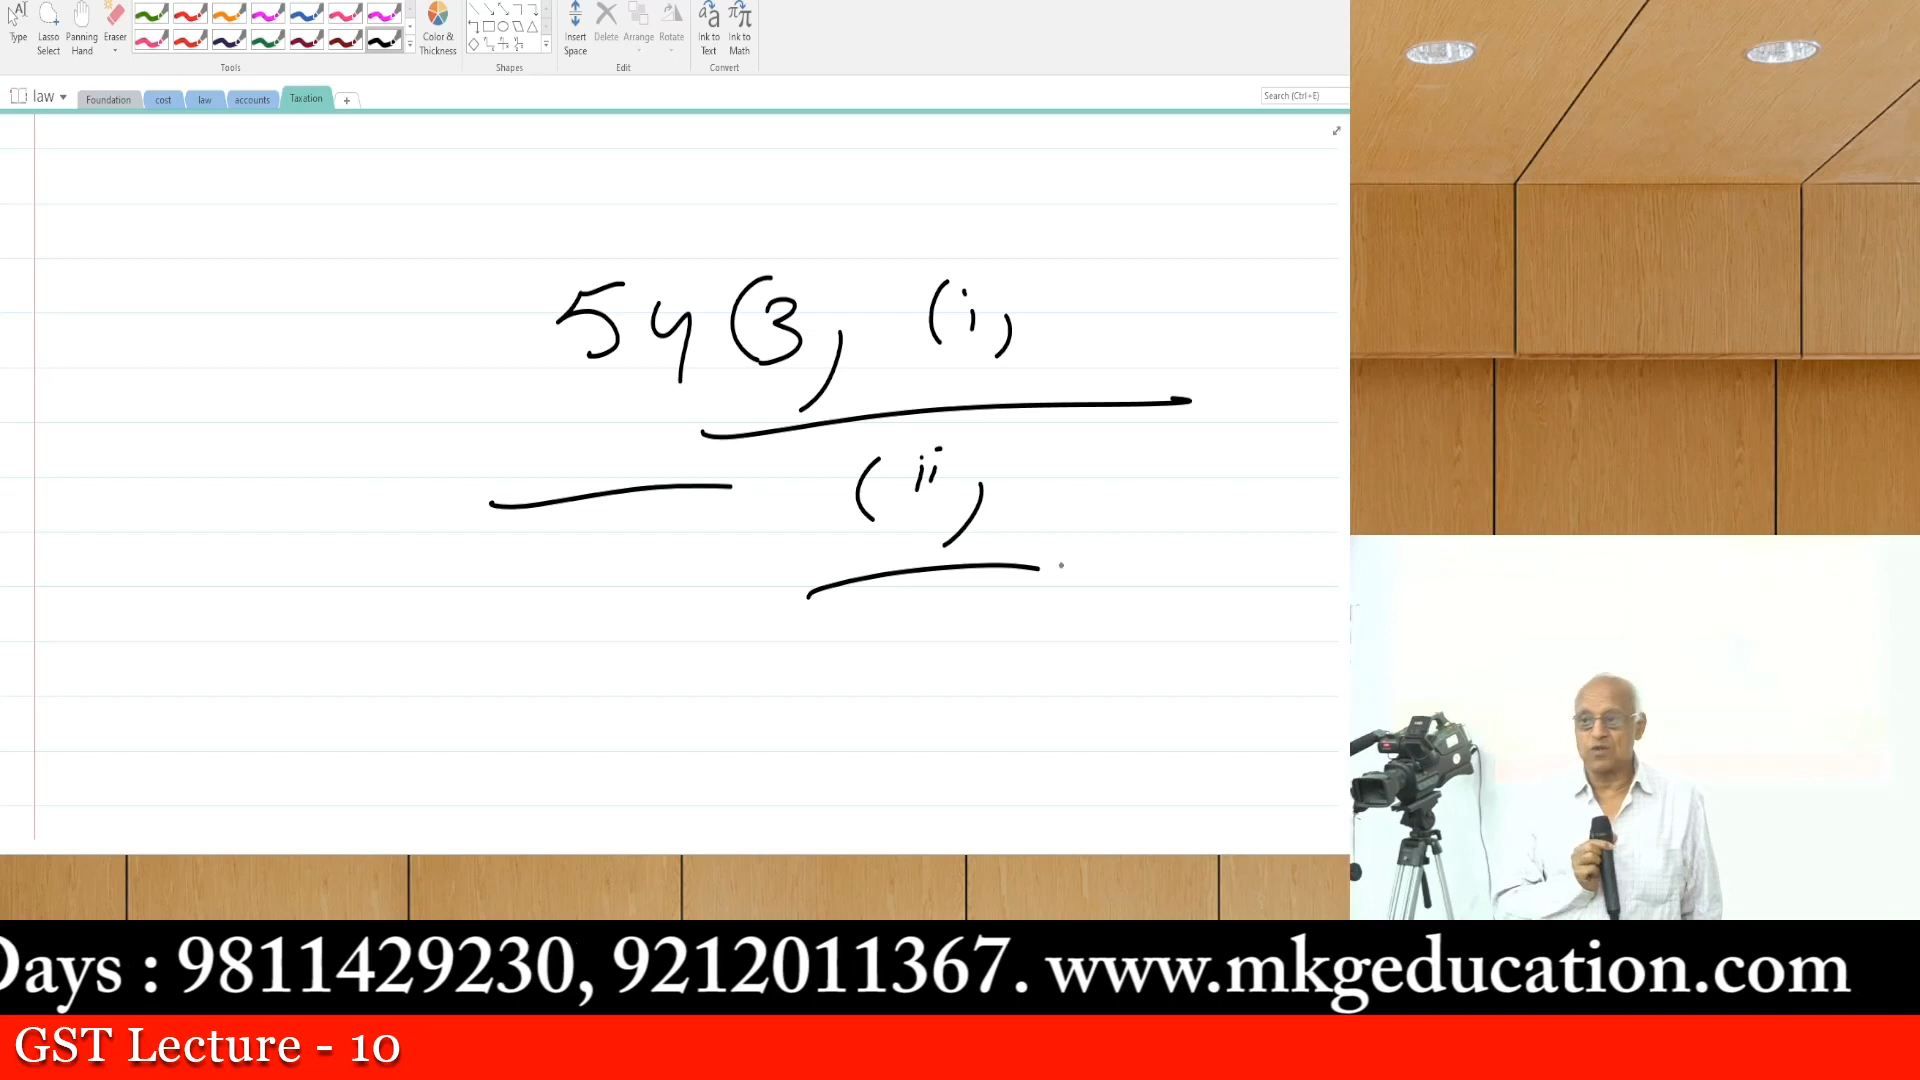 Type
Lasso Select
Panning Hand
Eraser
Color & Thickness
Insert Space
Delete
Arrange
Rotate
Ink to Text
Ink to Math
Tools
Shapes
Edit
Convert
law
Foundation
cost
law
accounts
Taxation
Search (Ctrl+E)
54(3) (i)
(ii)
Days : 9811429230, 9212011367. www.mkgeducation.com
GST Lecture - 10